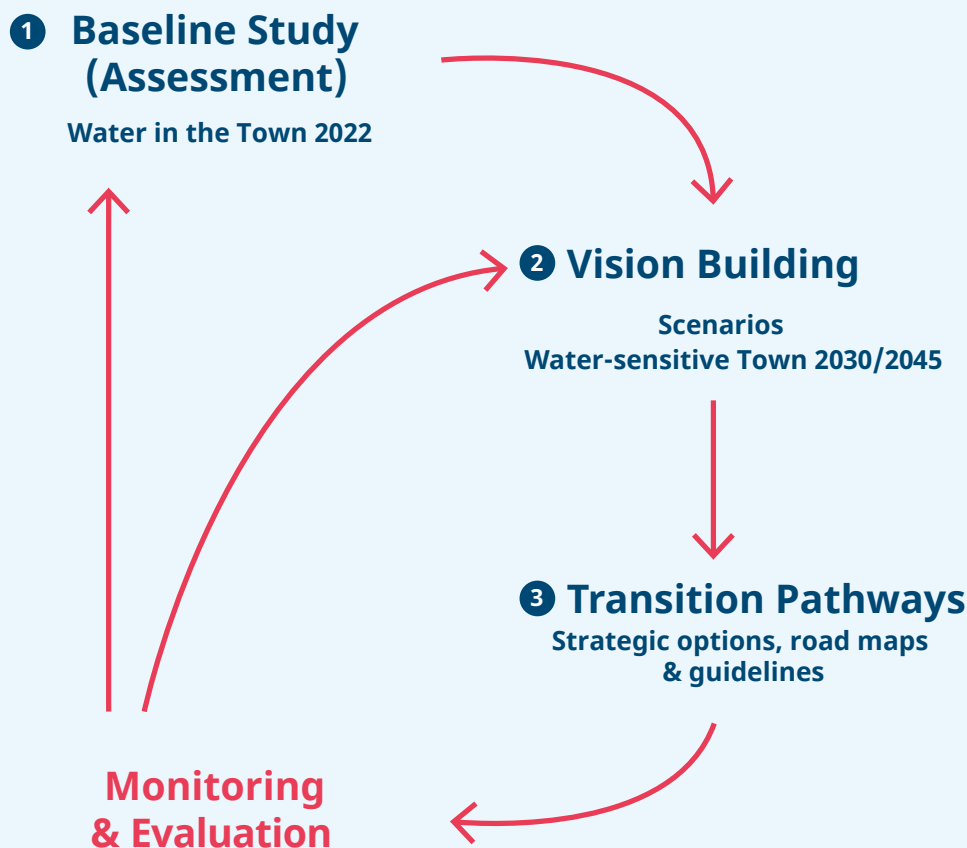 1 Baseline Study
(Assessment)
Water in the Town 2022
2 Vision Building
Scenarios
Water-sensitive Town 2030/2045
3 Transition Pathways
Strategic options, road maps
& guidelines
Monitoring
& Evaluation